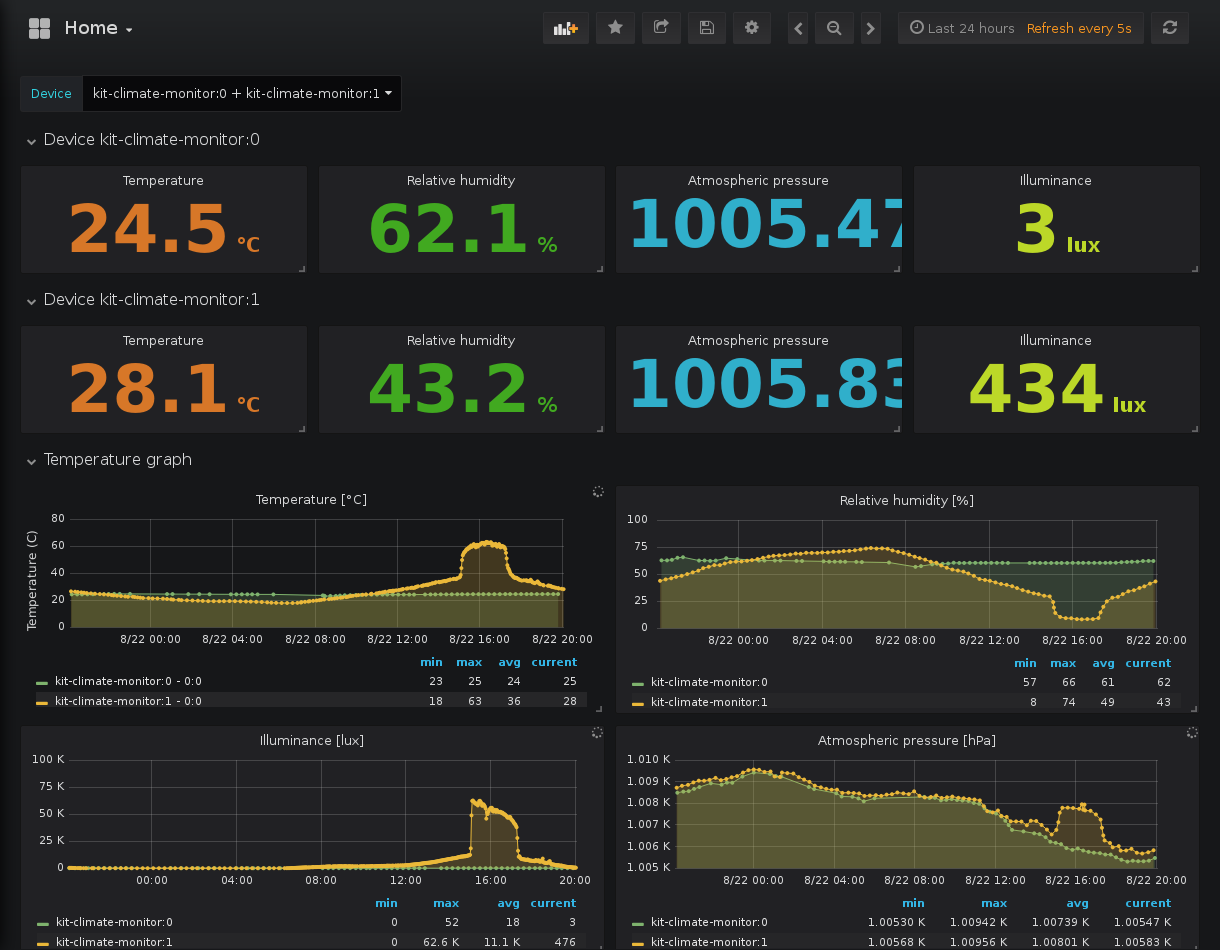 Home
Last 24 hours Refresh every 5s
Device kit-climate-monitor:0 + kit-climate-monitor:1
Device kit-climate-monitor:0
Temperature Relative humidity Atmospheric pressure Illuminance
24.5 °C 62.1 % 1005.47 3 lux
Device kit-climate-monitor:1
Temperature Relative humidity Atmospheric pressure Illuminance
28.1 °C 43.2 % 1005.83 434 lux
Temperature graph
Temperature [°C]
Temperature (C)
80
60
40
20
0
8/22 00:00 8/22 04:00 8/22 08:00 8/22 12:00 8/22 16:00 8/22 20:00
min max avg current
kit-climate-monitor:0 - 0:0 23 25 24 25
kit-climate-monitor:1 - 0:0 18 63 36 28
Relative humidity [%]
100
75
50
25
0
8/22 00:00 8/22 04:00 8/22 08:00 8/22 12:00 8/22 16:00 8/22 20:00
min max avg current
kit-climate-monitor:0 57 66 61 62
kit-climate-monitor:1 8 74 49 43
Illuminance [lux]
100 K
75 K
50 K
25 K
0
00:00 04:00 08:00 12:00 16:00 20:00
min max avg current
kit-climate-monitor:0 0 52 18 3
kit-climate-monitor:1 0 62.6 K 11.1 K 476
Atmospheric pressure [hPa]
1.010 K
1.009 K
1.008 K
1.007 K
1.006 K
1.005 K
8/22 00:00 8/22 04:00 8/22 08:00 8/22 12:00 8/22 16:00 8/22 20:00
min max avg current
kit-climate-monitor:0 1.00530 K 1.00942 K 1.00739 K 1.00547 K
kit-climate-monitor:1 1.00568 K 1.00956 K 1.00801 K 1.00583 K